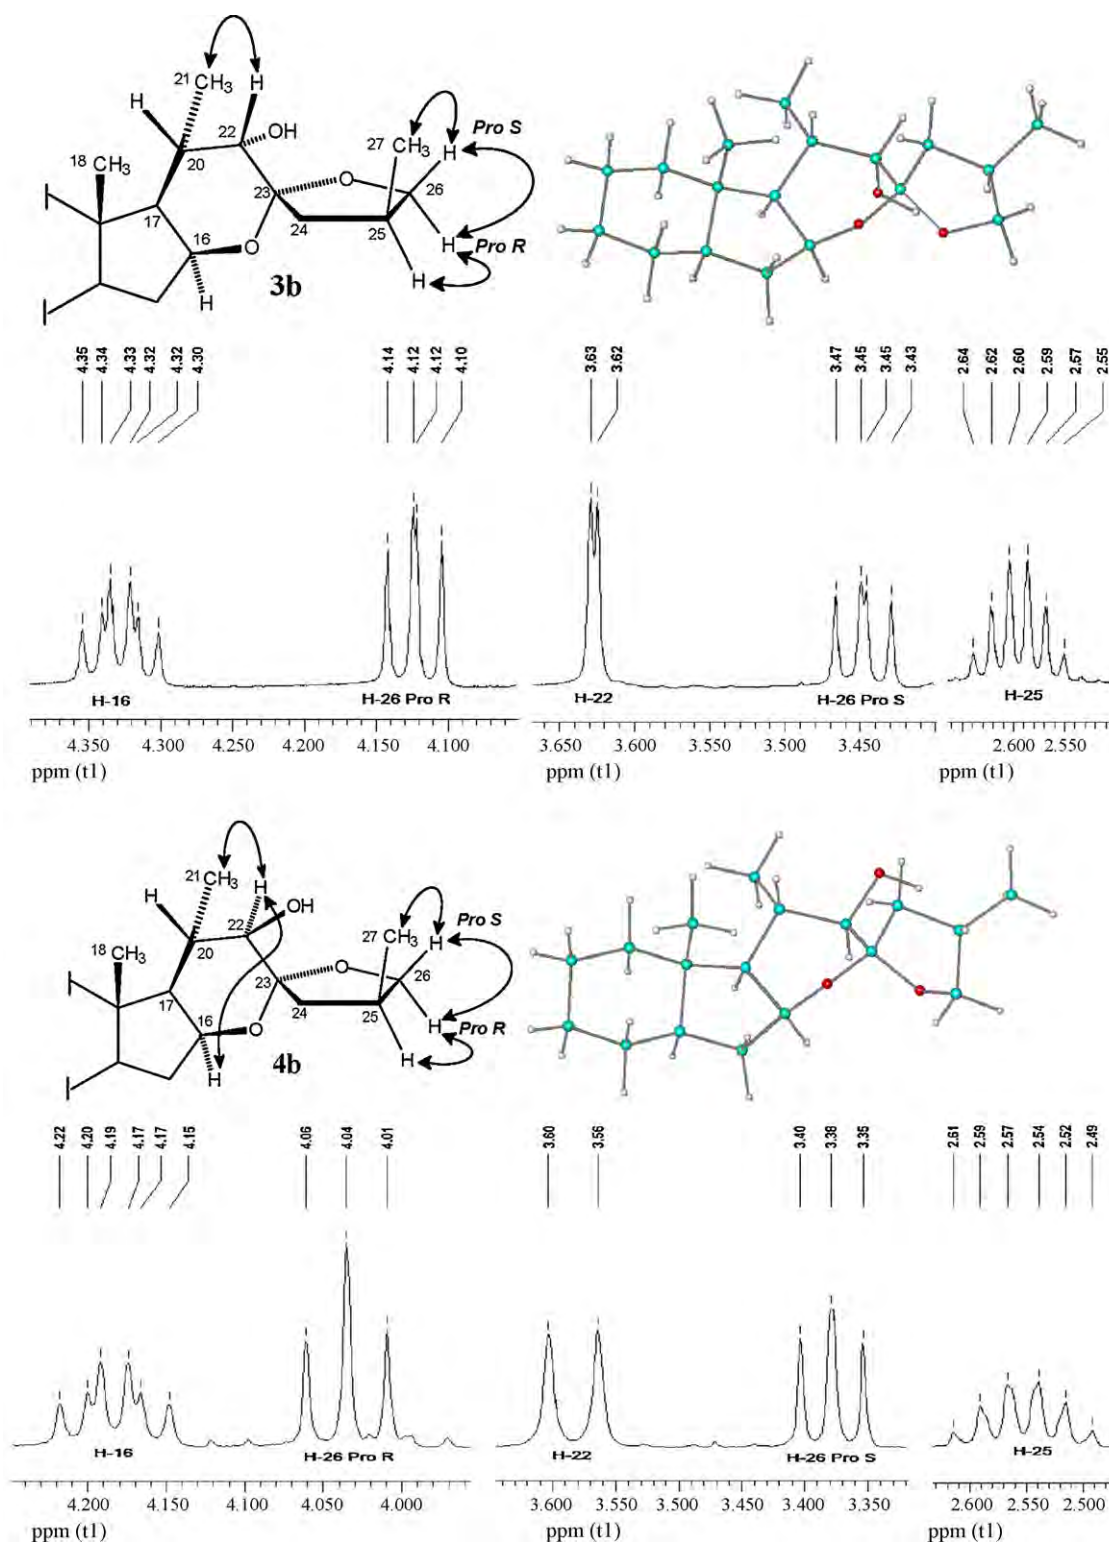 21 CH3
H
H
22
OH
18 CH3
20
27 CH3
Pro S
H
O
23
26
17
24
25
H
Pro R
16
O
H
H
3b
4.35
4.34
4.33
4.32
4.32
4.30
4.14
4.12
4.12
4.10
3.63
3.62
3.47
3.45
3.45
3.43
2.64
2.62
2.60
2.59
2.57
2.55
H-16
H-26 Pro R
H-22
H-26 Pro S
H-25
4.350 4.300 4.250 4.200 4.150 4.100
3.650 3.600 3.550 3.500 3.450
2.600 2.550
ppm (t1)
ppm (t1)
ppm (t1)
21 CH3
H
H
22
OH
18 CH3
20
27 CH3
Pro S
H
O
23
26
17
24
25
H
Pro R
16
O
H
H
4b
4.22
4.20
4.19
4.17
4.17
4.15
4.06
4.04
4.01
3.60
3.56
3.40
3.38
3.35
2.61
2.59
2.57
2.54
2.52
2.49
H-16
H-26 Pro R
H-22
H-26 Pro S
H-25
4.200 4.150 4.100 4.050 4.000
3.600 3.550 3.500 3.450 3.400 3.350
2.600 2.550 2.500
ppm (t1)
ppm (t1)
ppm (t1)